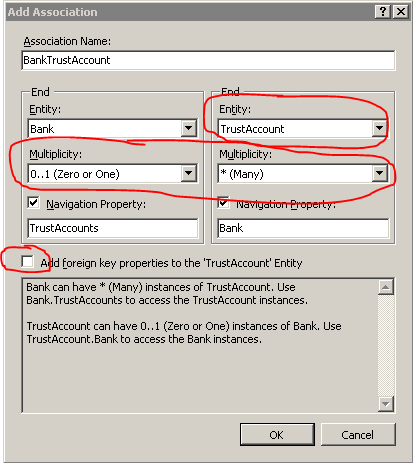 Add Association
Association Name:
BankTrustAccount
End
Entity:
Bank
Multiplicity:
0..1 (Zero or One)
Navigation Property:
TrustAccounts
End
Entity:
TrustAccount
Multiplicity:
* (Many)
Navigation Property:
Bank
Add foreign key properties to the 'TrustAccount' Entity
Bank can have * (Many) instances of TrustAccount. Use
Bank.TrustAccounts to access the TrustAccount instances.
TrustAccount can have 0..1 (Zero or One) instances of Bank. Use
TrustAccount.Bank to access the Bank instances.
OK
Cancel